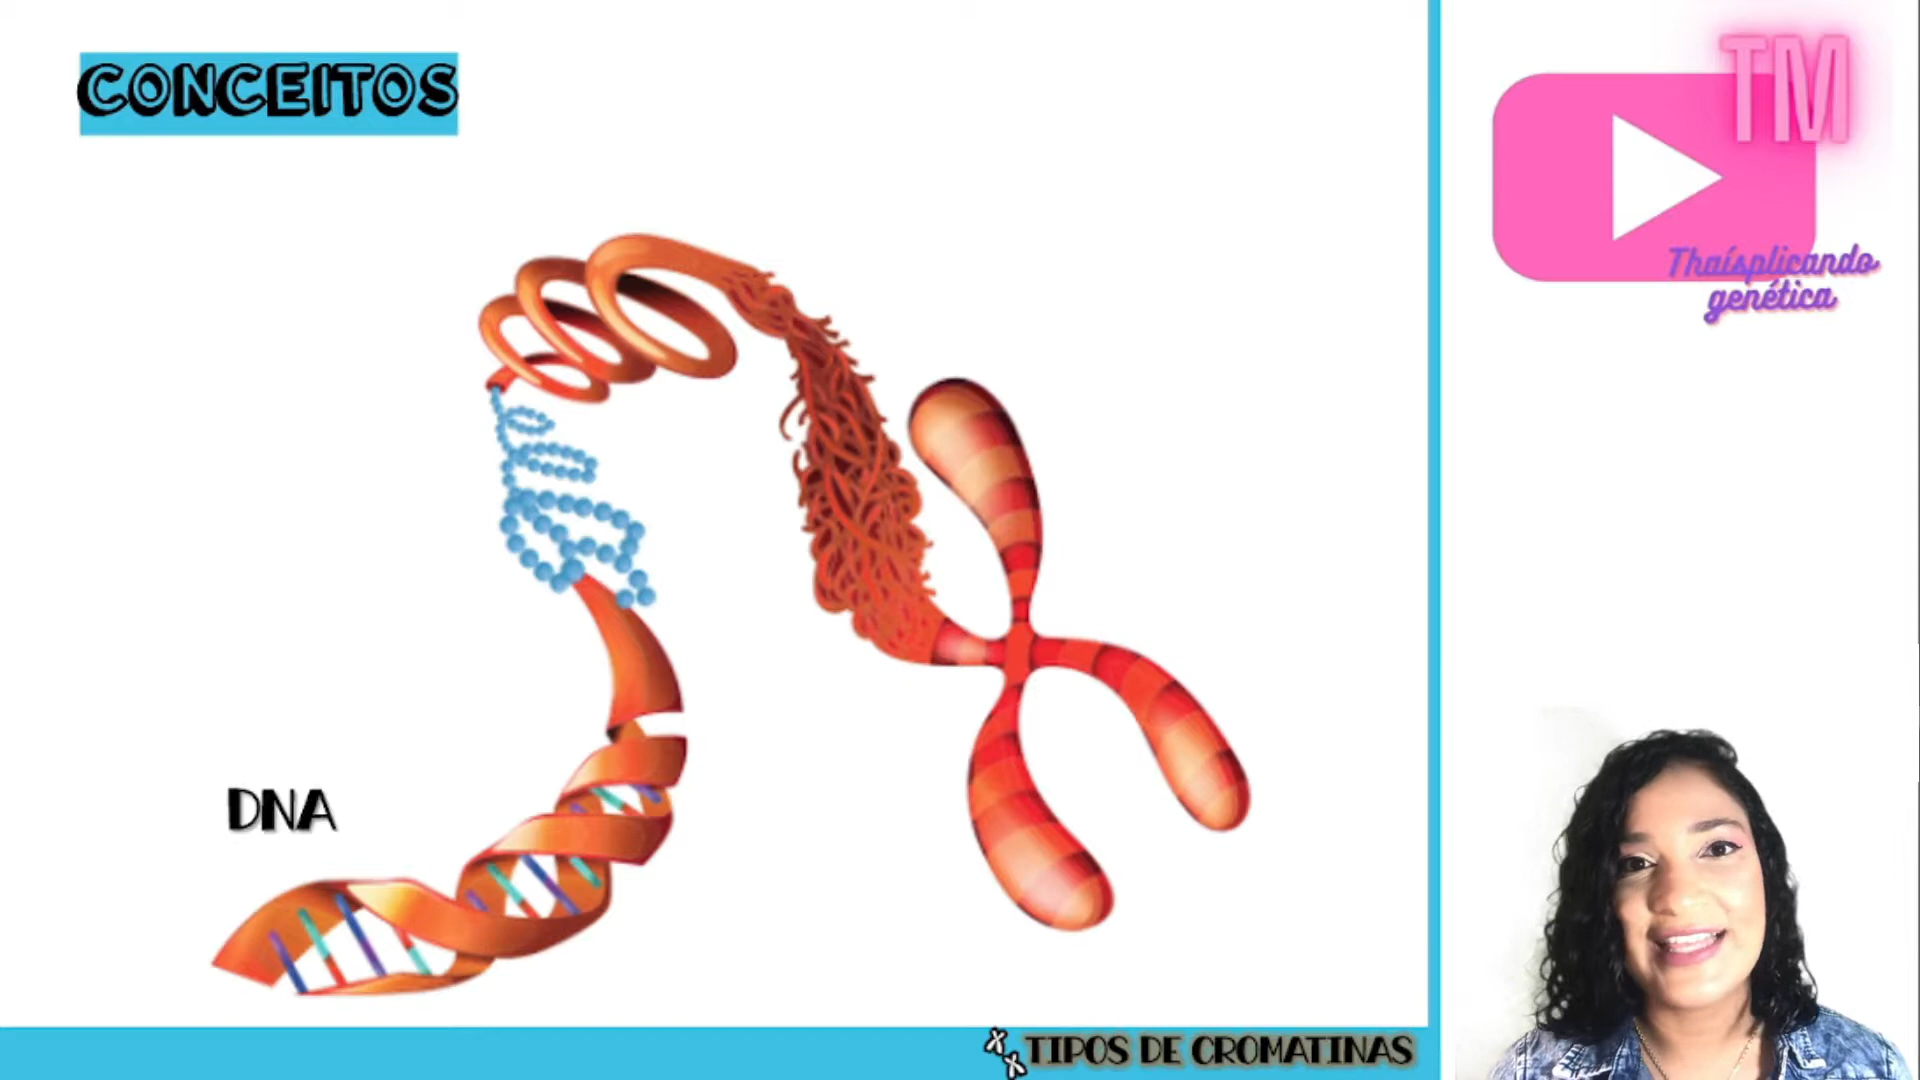 CONCEITOS
TM
Thaísplicando
genética
DNA
TIPOS DE CROMATINAS